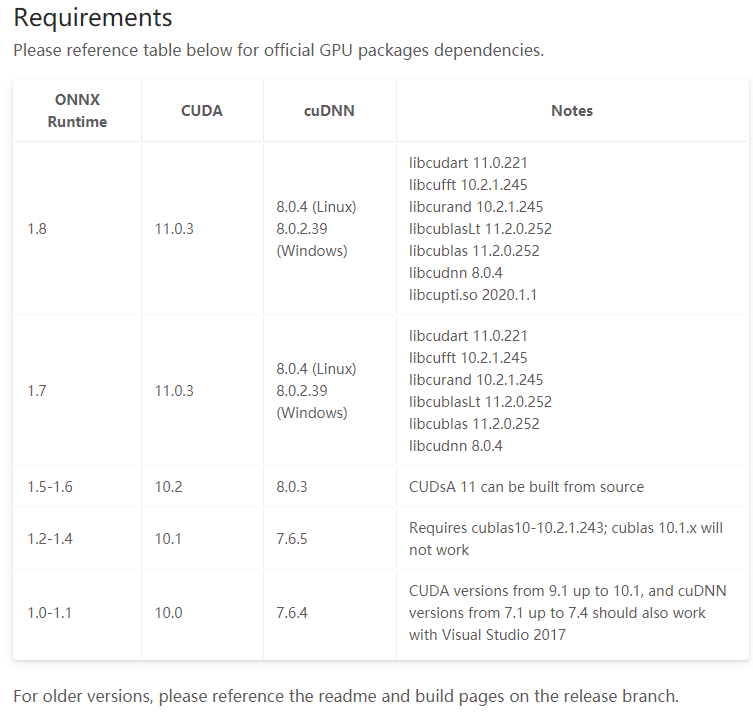 Requirements
Please reference table below for official GPU packages dependencies.
ONNX
Runtime
CUDA
cuDNN
Notes
1.8
11.0.3
8.0.4 (Linux)
8.0.2.39
(Windows)
libcudart 11.0.221
libcufft 10.2.1.245
libcurand 10.2.1.245
libcublasLt 11.2.0.252
libcublas 11.2.0.252
libcudnn 8.0.4
libcupti.so 2020.1.1
1.7
11.0.3
8.0.4 (Linux)
8.0.2.39
(Windows)
libcudart 11.0.221
libcufft 10.2.1.245
libcurand 10.2.1.245
libcublasLt 11.2.0.252
libcublas 11.2.0.252
libcudnn 8.0.4
1.5-1.6
10.2
8.0.3
CUDsA 11 can be built from source
1.2-1.4
10.1
7.6.5
Requires cublas10-10.2.1.243; cublas 10.1.x will
not work
1.0-1.1
10.0
7.6.4
CUDA versions from 9.1 up to 10.1, and cuDNN
versions from 7.1 up to 7.4 should also work
with Visual Studio 2017
For older versions, please reference the readme and build pages on the release branch.